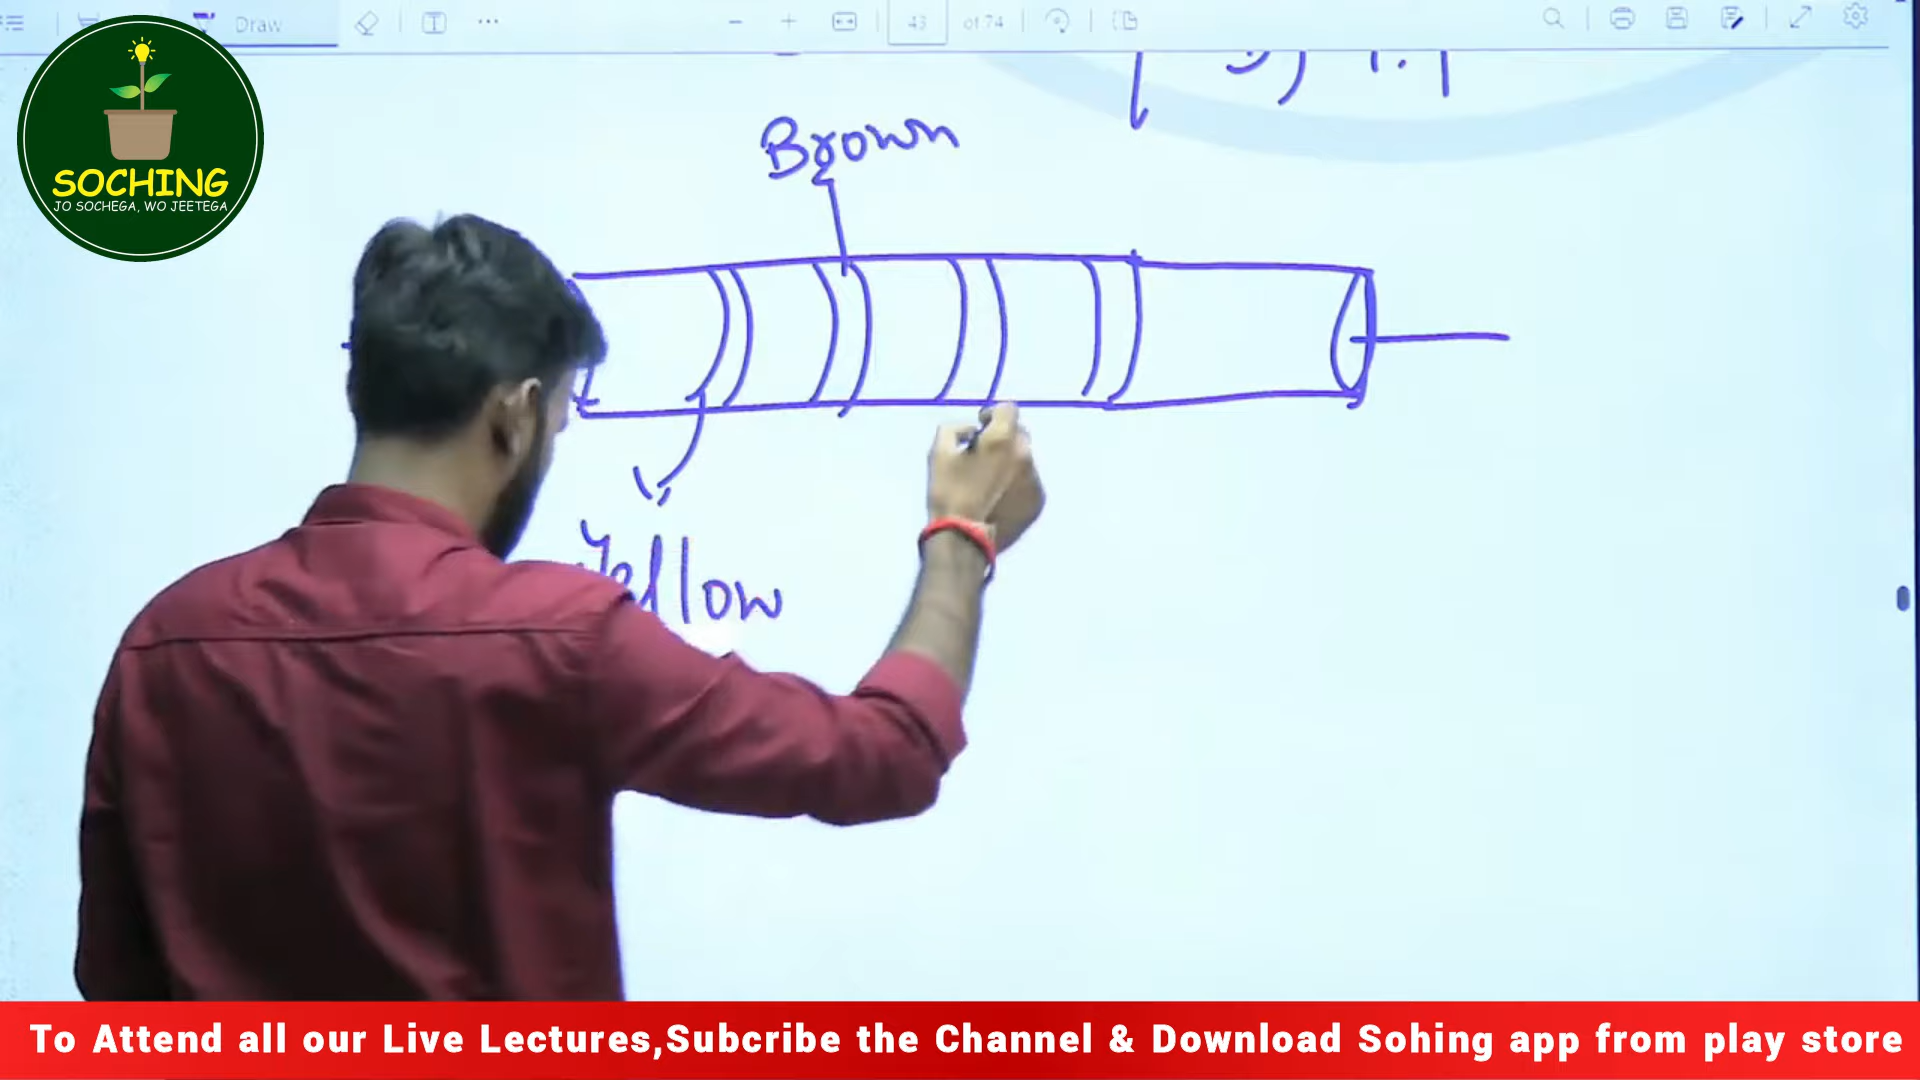 Draw
43 of 74
Brown
SOCHING
JO SOCHEGA, WO JEETEGA
Yellow
To Attend all our Live Lectures,Subcribe the Channel & Download Sohing app from play store